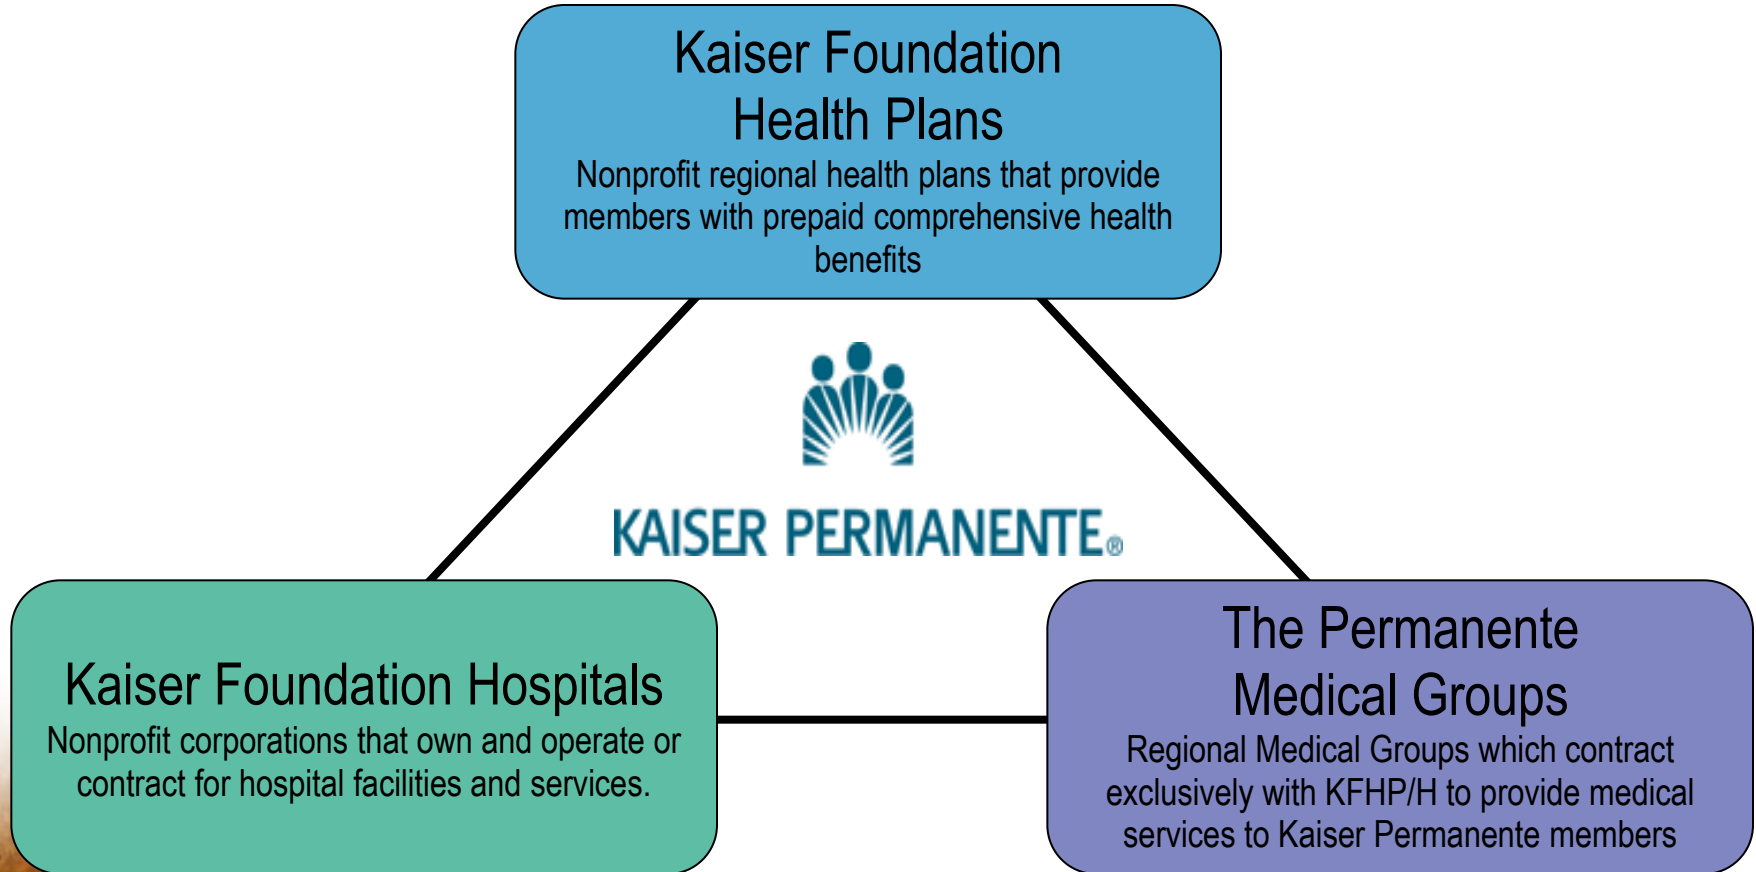 Kaiser Foundation
Health Plans
Nonprofit regional health plans that provide
members with prepaid comprehensive health
benefits
KAISER PERMANENTE®
Kaiser Foundation Hospitals
Nonprofit corporations that own and operate or
contract for hospital facilities and services.
The Permanente
Medical Groups
Regional Medical Groups which contract
exclusively with KFHP/H to provide medical
services to Kaiser Permanente members